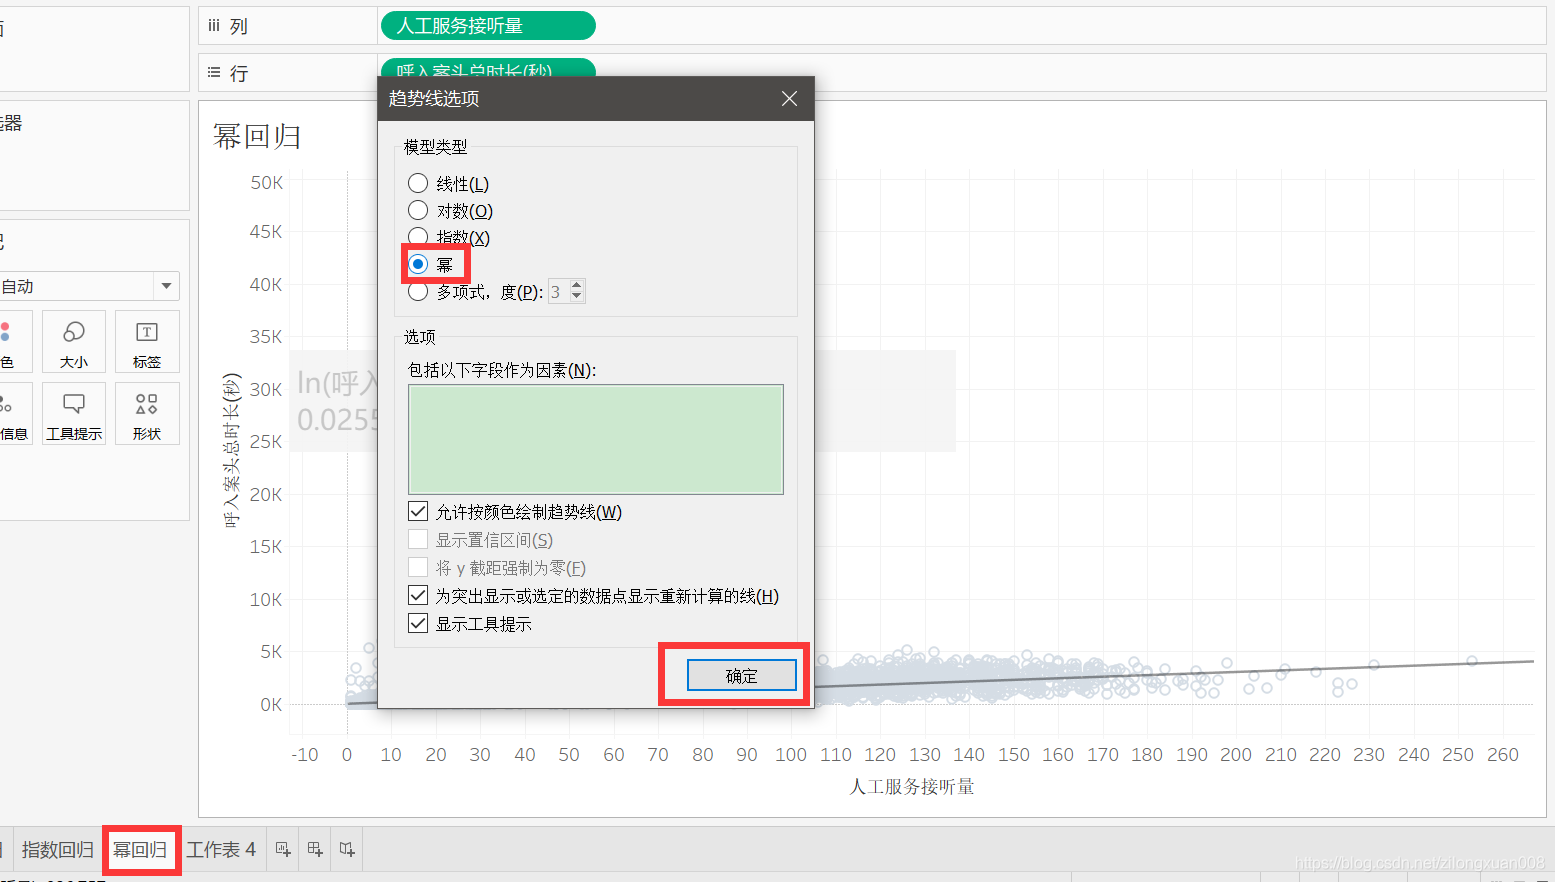 列
人工服务接听量
行
呼入案头总时长(秒)
面
选器
记
自动
色
大小
标签
信息
工具提示
形状
幂回归
趋势线选项
模型类型
线性(L)
对数(O)
指数(X)
幂
多项式，度(P): 3
选项
包括以下字段作为因素(N):
允许按颜色绘制趋势线(W)
显示置信区间(S)
将 y 截距强制为零(F)
为突出显示或选定的数据点显示重新计算的线(H)
显示工具提示
确定
ln(呼入
0.0255
呼入案头总时长(秒)
50K
45K
40K
35K
30K
25K
20K
15K
10K
5K
0K
-10 0 10 20 30 40 50 60 70 80 90 100 110 120 130 140 150 160 170 180 190 200 210 220 230 240 250 260
人工服务接听量
指数回归
幂回归
工作表 4
https://blog.csdn.net/zilongxuan008